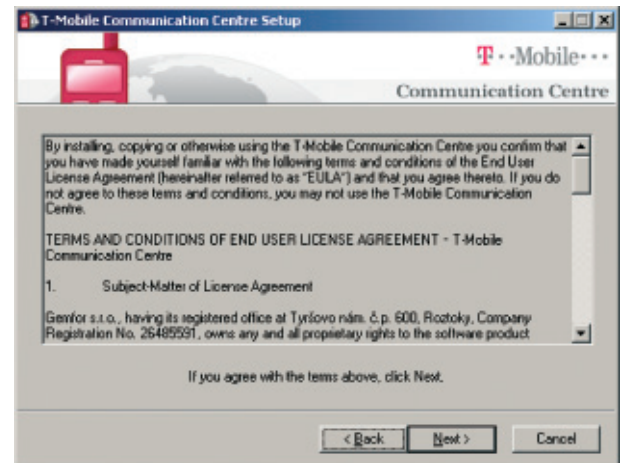 T-Mobile Communication Centre Setup
T··Mobile···
Communication Centre
By installing, copying or otherwise using the T-Mobile Communication Centre you confirm that
you have made yourself familiar with the following terms and conditions of the End User
License Agreement (hereinafter referred to as "EULA") and that you agree thereto. If you do
not agree to these terms and conditions, you may not use the T-Mobile Communication
Centre.
TERMS AND CONDITIONS OF END USER LICENSE AGREEMENT - T-Mobile
Communication Centre
1. Subject-Matter of License Agreement
Gemfor s.r.o., having its registered office at Tyršovo nám. č.p. 600, Roztoky, Company
Registration No. 26485591, owns any and all proprietary rights to the software product
If you agree with the terms above, click Next.
< Back
Next >
Cancel